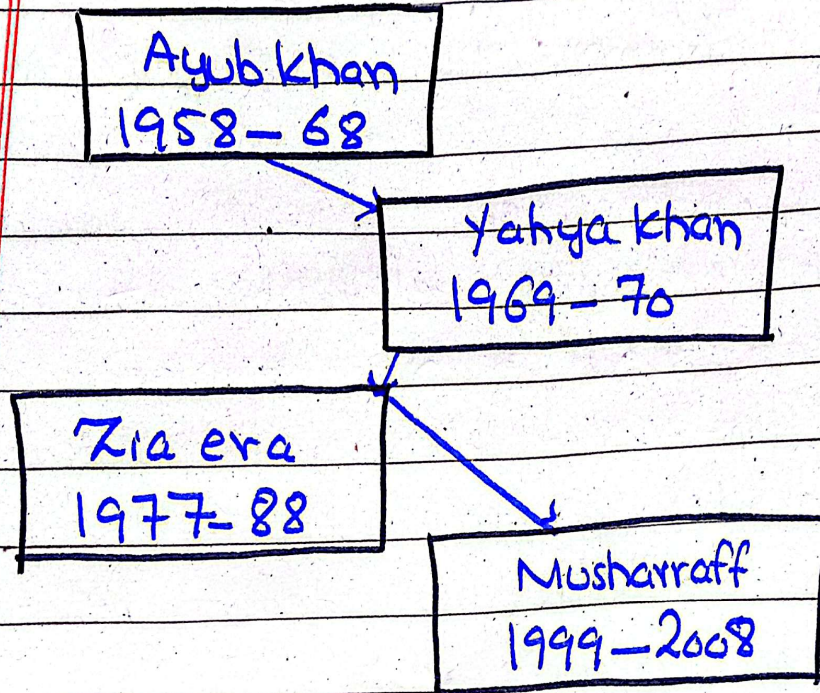 Ayub Khan
1958-68
Yahya Khan
1969-70
Zia era
1977-88
Musharraff
1999-2008